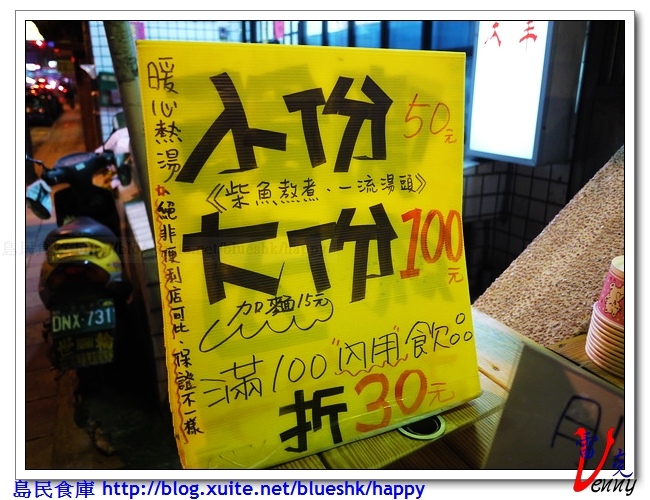 暖心熱湯
絕非便利店可比、保證不一樣
小份 50元
《柴魚熬煮、一流湯頭》
大份 100元
加麵15元
滿100"內用"飲。
折30元
DNX-731
島民食庫 http://blog.xuite.net/blueshk/happy
Venny